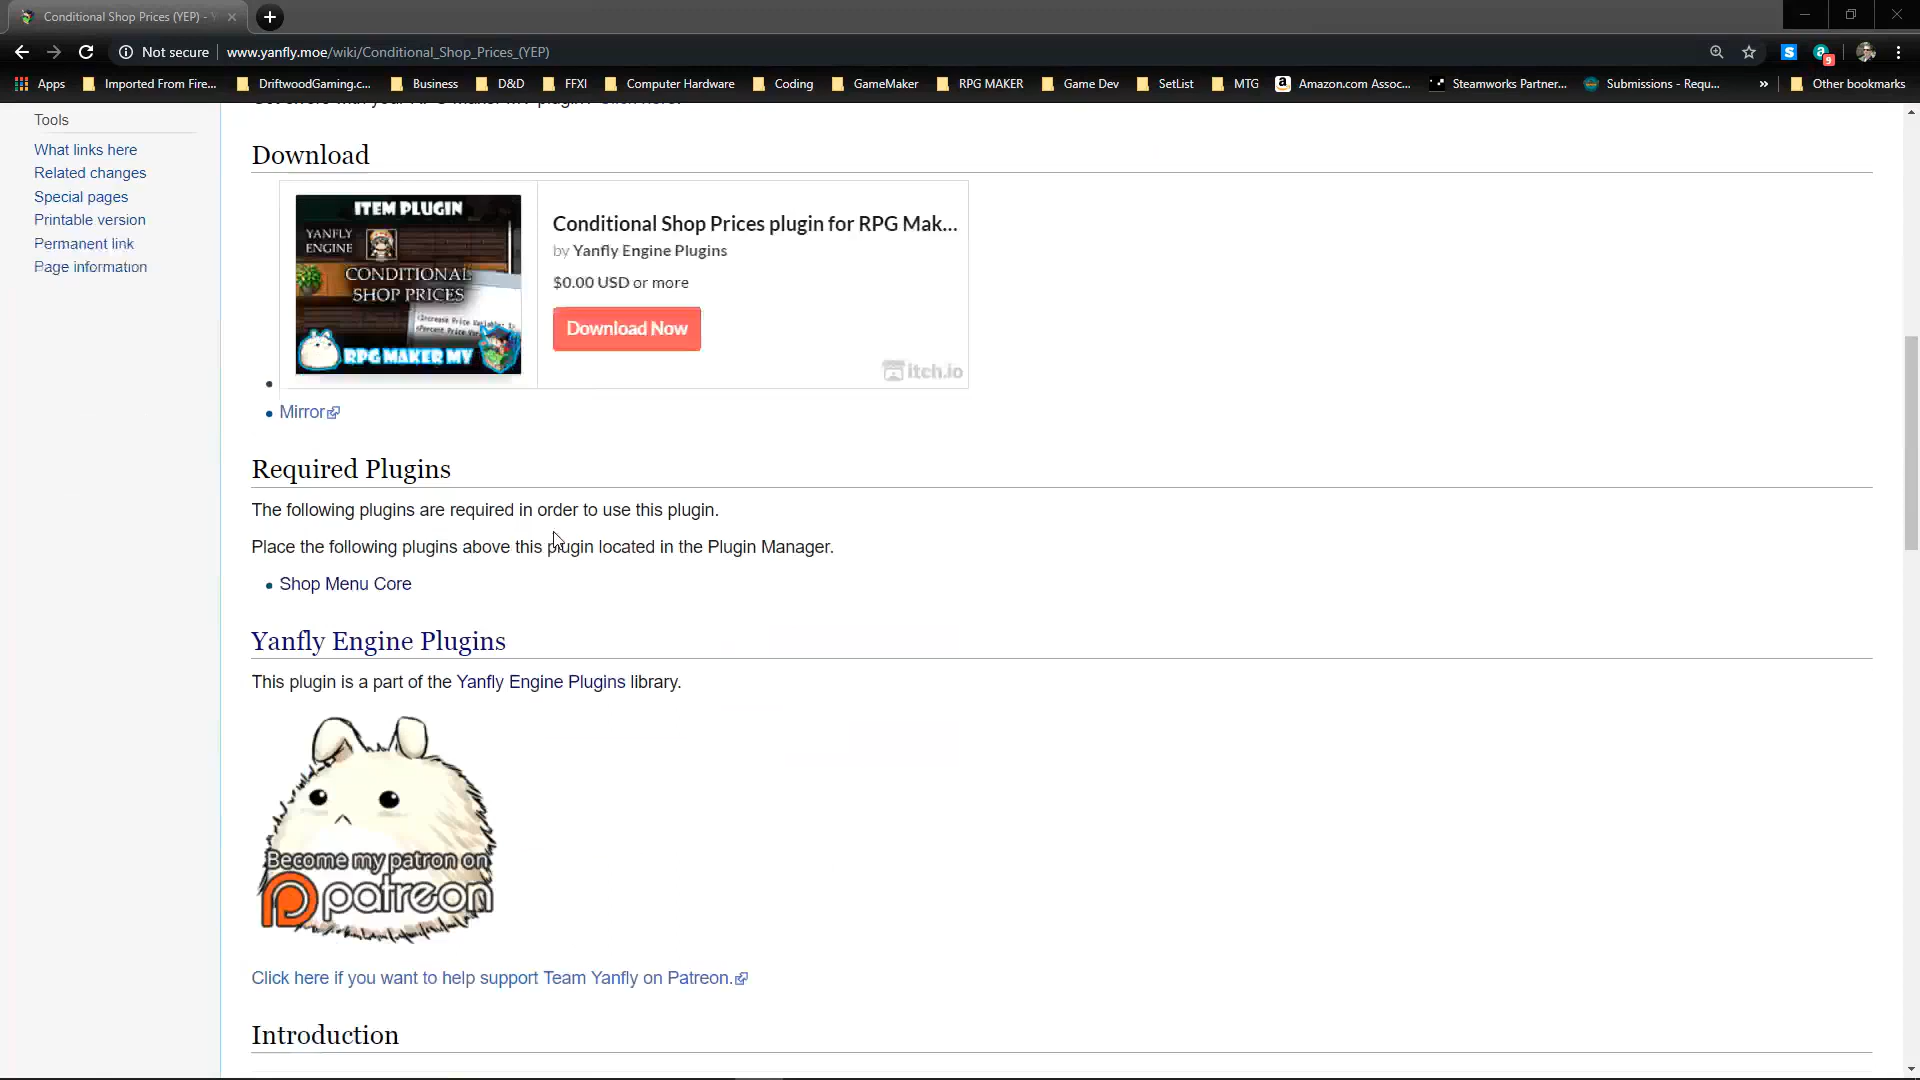 Conditional Shop Prices (YEP) - Y
Not secure
www.yanfly.moe/wiki/Conditional_Shop_Prices_(YEP)
9
Apps
Imported From Fire...
DriftwoodGaming.c...
Business
D&D
FFXI
Computer Hardware
Coding
GameMaker
RPG MAKER
Game Dev
SetList
MTG
Amazon.com Assoc...
Steamworks Partner...
Submissions - Requ...
»
Other bookmarks
Tools
What links here
Related changes
Special pages
Printable version
Permanent link
Page information
Download
ITEM PLUGIN
YANFLY
ENGINE
CONDITIONAL
SHOP PRICES
RPG MAKER MV
Conditional Shop Prices plugin for RPG Mak...
by Yanfly Engine Plugins
$0.00 USD or more
Download Now
itch.io
Mirror
Required Plugins
The following plugins are required in order to use this plugin.
Place the following plugins above this plugin located in the Plugin Manager.
Shop Menu Core
Yanfly Engine Plugins
This plugin is a part of the Yanfly Engine Plugins library.
Become my patron on
patreon
Click here if you want to help support Team Yanfly on Patreon.
Introduction